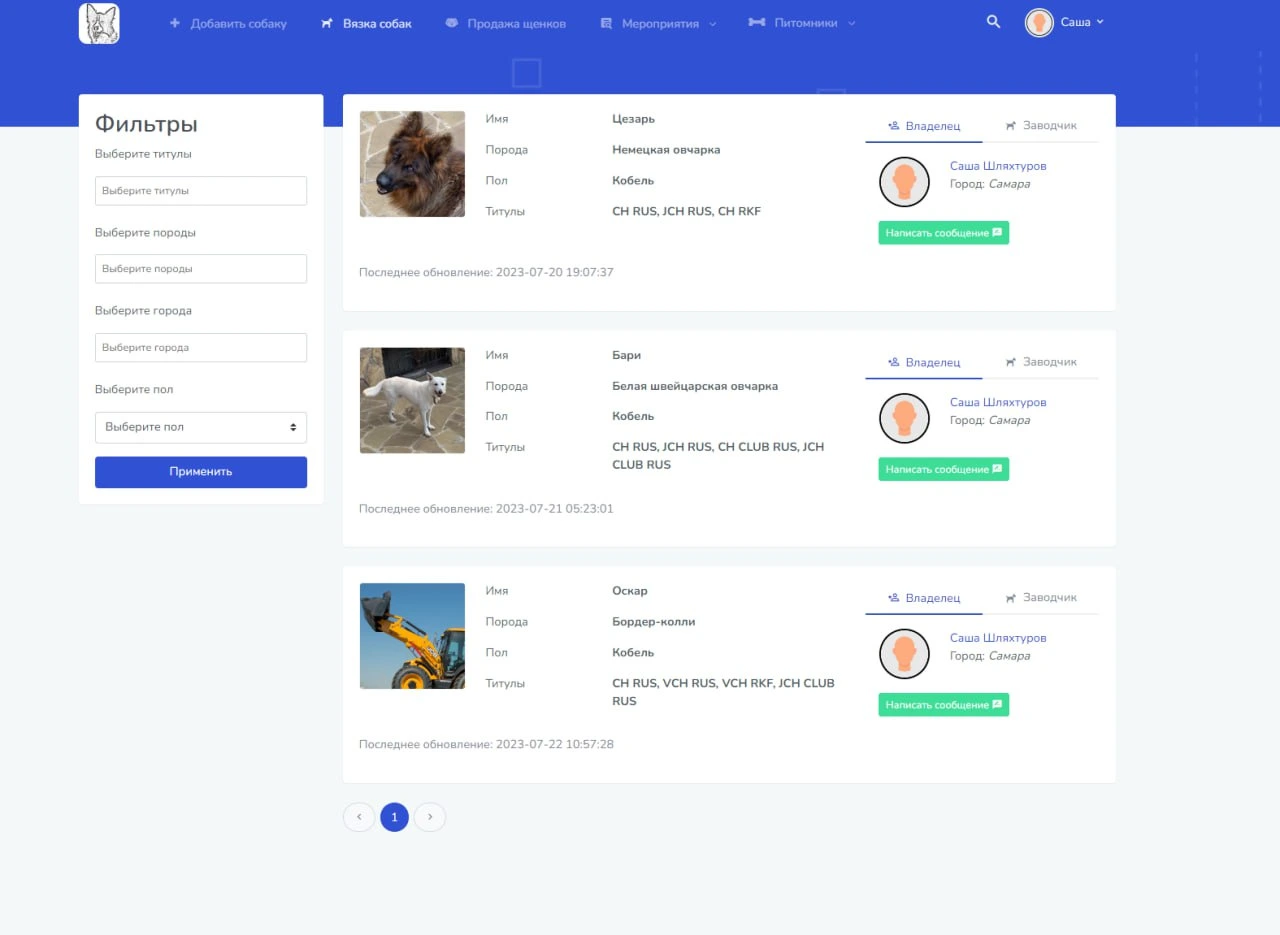 Добавить собаку
Вязка собак
Продажа щенков
Мероприятия
Питомники
Саша
Фильтры
Выберите титулы
Выберите титулы
Выберите породы
Выберите породы
Выберите города
Выберите города
Выберите пол
Выберите пол
Применить
Имя Цезарь
Порода Немецкая овчарка
Пол Кобель
Титулы CH RUS, JCH RUS, CH RKF
Владелец Заводчик
Саша Шляхтуров
Город: Самара
Написать сообщение
Последнее обновление: 2023-07-20 19:07:37
Имя Бари
Порода Белая швейцарская овчарка
Пол Кобель
Титулы CH RUS, JCH RUS, CH CLUB RUS, JCH
CLUB RUS
Владелец Заводчик
Саша Шляхтуров
Город: Самара
Написать сообщение
Последнее обновление: 2023-07-21 05:23:01
Имя Оскар
Порода Бордер-колли
Пол Кобель
Титулы CH RUS, VCH RUS, VCH RKF, JCH CLUB
RUS
Владелец Заводчик
Саша Шляхтуров
Город: Самара
Написать сообщение
Последнее обновление: 2023-07-22 10:57:28
1